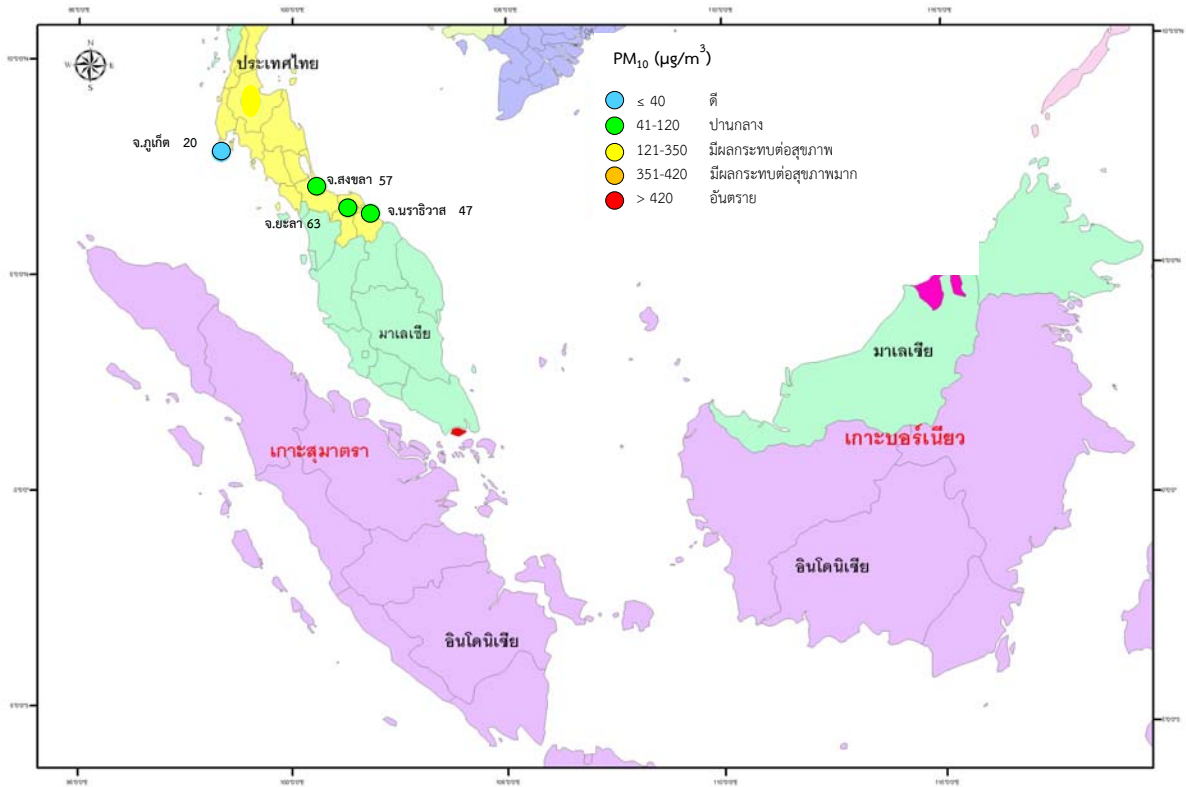 N
W E
S
ประเทศไทย
จ.ภูเก็ต 20
จ.สงขลา 57
จ.ยะลา 63
จ.นราธิวาส 47
PM10 (µg/m3)
≤ 40 ดี
41-120 ปานกลาง
121-350 มีผลกระทบต่อสุขภาพ
351-420 มีผลกระทบต่อสุขภาพมาก
> 420 อันตราย
มาเลเซีย
มาเลเซีย
เกาะสุมาตรา
เกาะบอร์เนียว
อินโดนิเซีย
อินโดนิเซีย